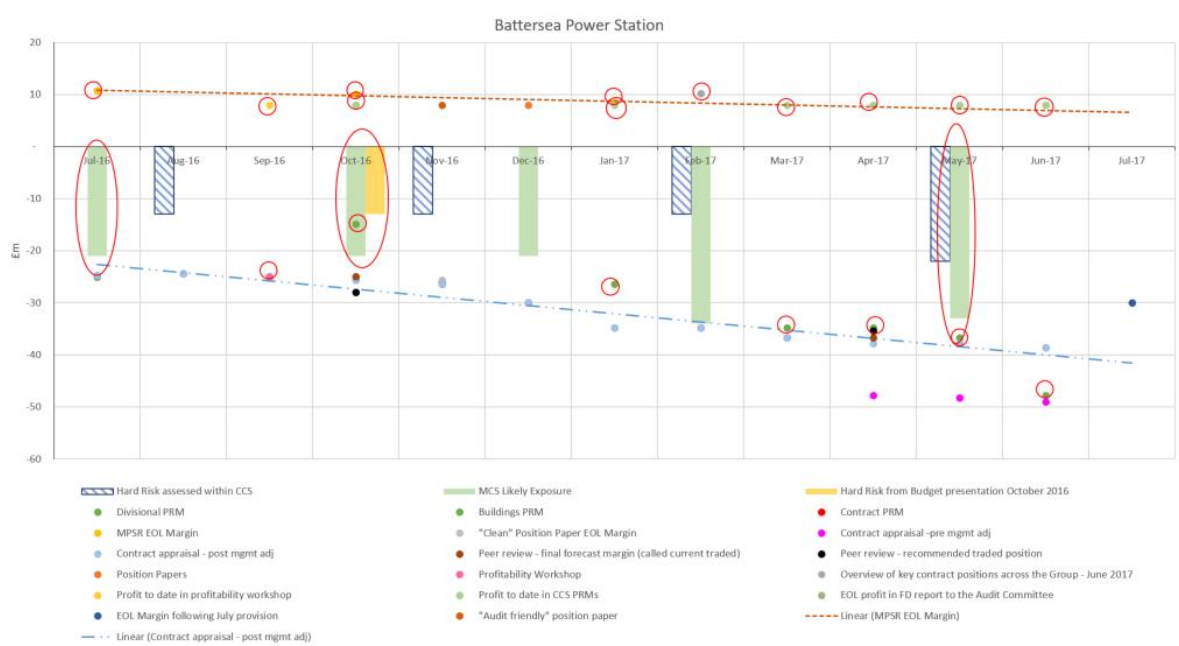 Battersea Power Station
20
10
-
Jul-16 Aug-16 Sep-16 Oct-16 Nov-16 Dec-16 Jan-17 Feb-17 Mar-17 Apr-17 May-17 Jun-17 Jul-17
-10
-20
£m
-30
-40
-50
-60
Hard Risk assessed within CCS MCS Likely Exposure Hard Risk from Budget presentation October 2016
Divisional PRM Buildings PRM Contract PRM
MPSR EOL Margin "Clean" Position Paper EOL Margin Contract appraisal -pre mgmt adj
Contract appraisal - post mgmt adj Peer review - final forecast margin (called current traded) Peer review - recommended traded position
Position Papers Profitability Workshop Overview of key contract positions across the Group - June 2017
Profit to date in profitability workshop Profit to date in CCS PRMs EOL profit in FD report to the Audit Committee
EOL Margin following July provision "Audit friendly" position paper Linear (MPSR EOL Margin)
Linear (Contract appraisal - post mgmt adj)